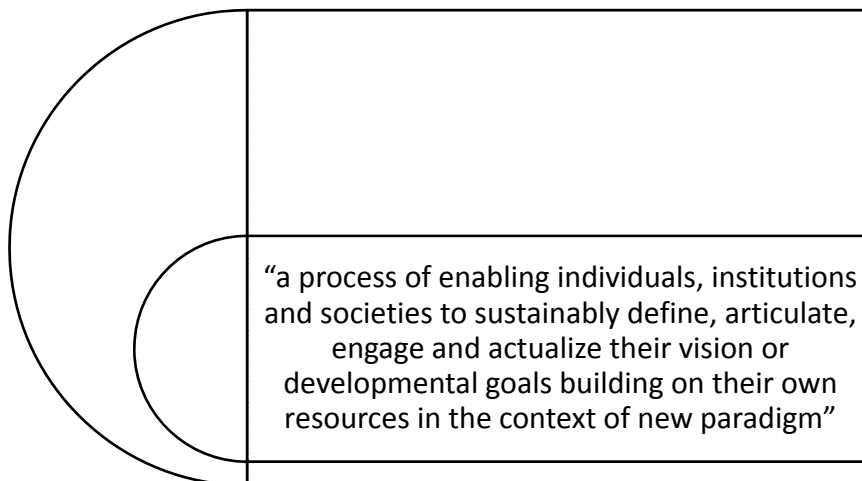 “a process of enabling individuals, institutions
and societies to sustainably define, articulate,
engage and actualize their vision or
developmental goals building on their own
resources in the context of new paradigm”